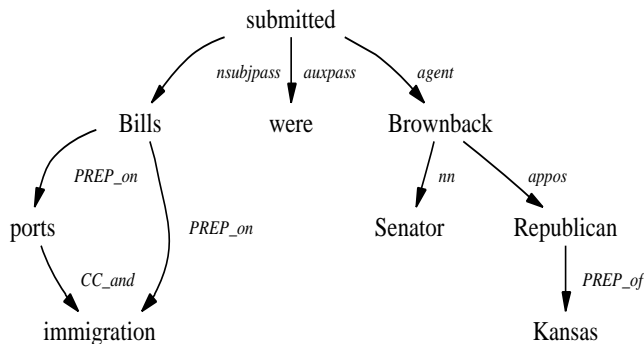 submitted
nsubjpass auxpass agent
Bills were Brownback
PREP_on nn appos
ports PREP_on Senator Republican
CC_and PREP_of
immigration Kansas